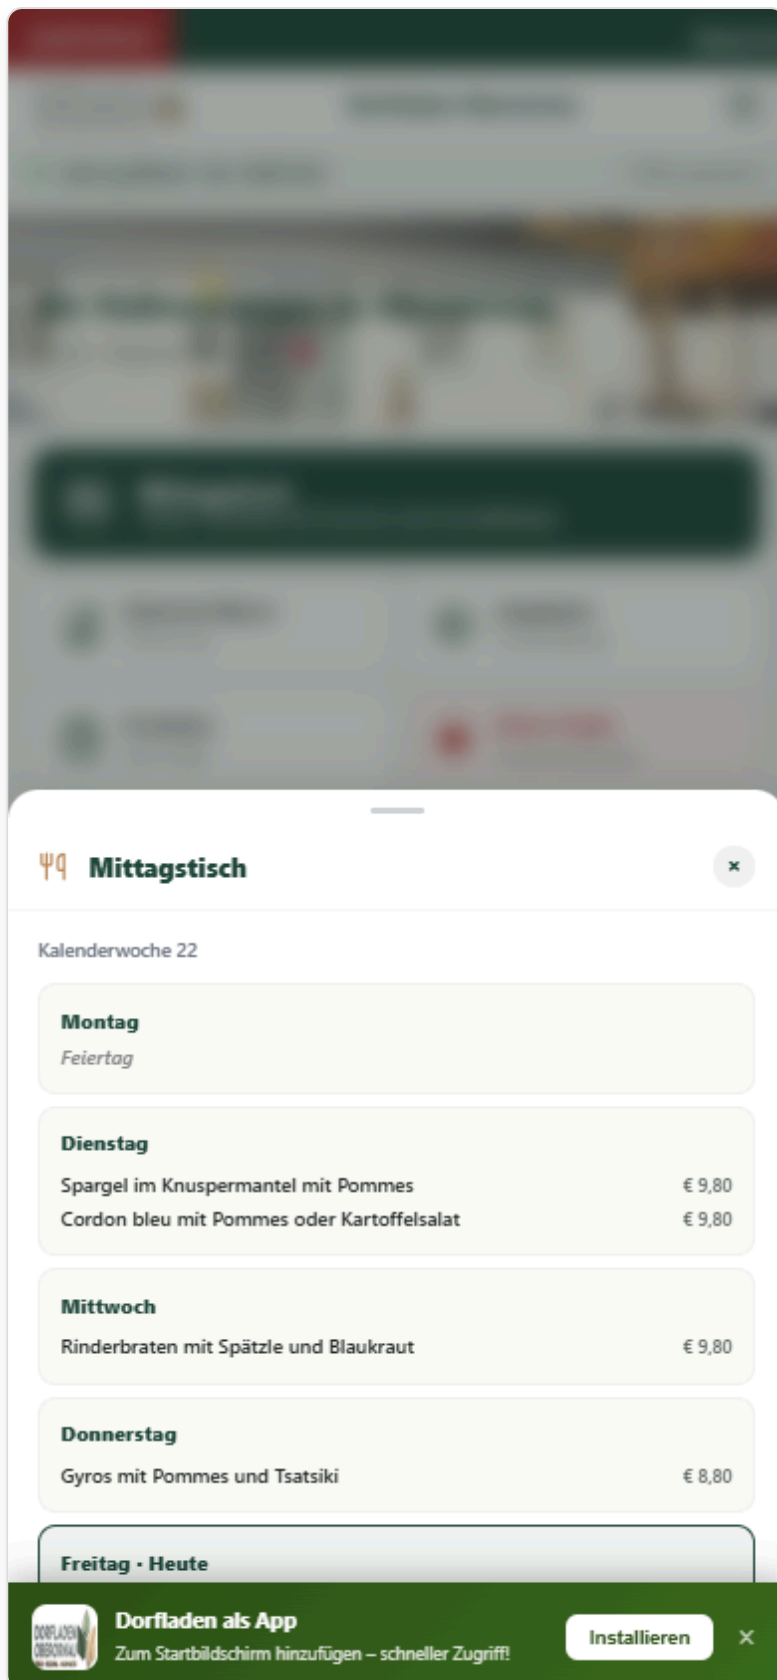 Mittagstisch
Kalenderwoche 22
Montag
Feiertag
Dienstag
Spargel im Knuspermantel mit Pommes € 9,80
Cordon bleu mit Pommes oder Kartoffelsalat € 9,80
Mittwoch
Rinderbraten mit Spätzle und Blaukraut € 9,80
Donnerstag
Gyros mit Pommes und Tsatsiki € 8,80
Freitag · Heute
DORFLADEN
Dorfladen als App
Zum Startbildschirm hinzufügen – schneller Zugriff!
Installieren